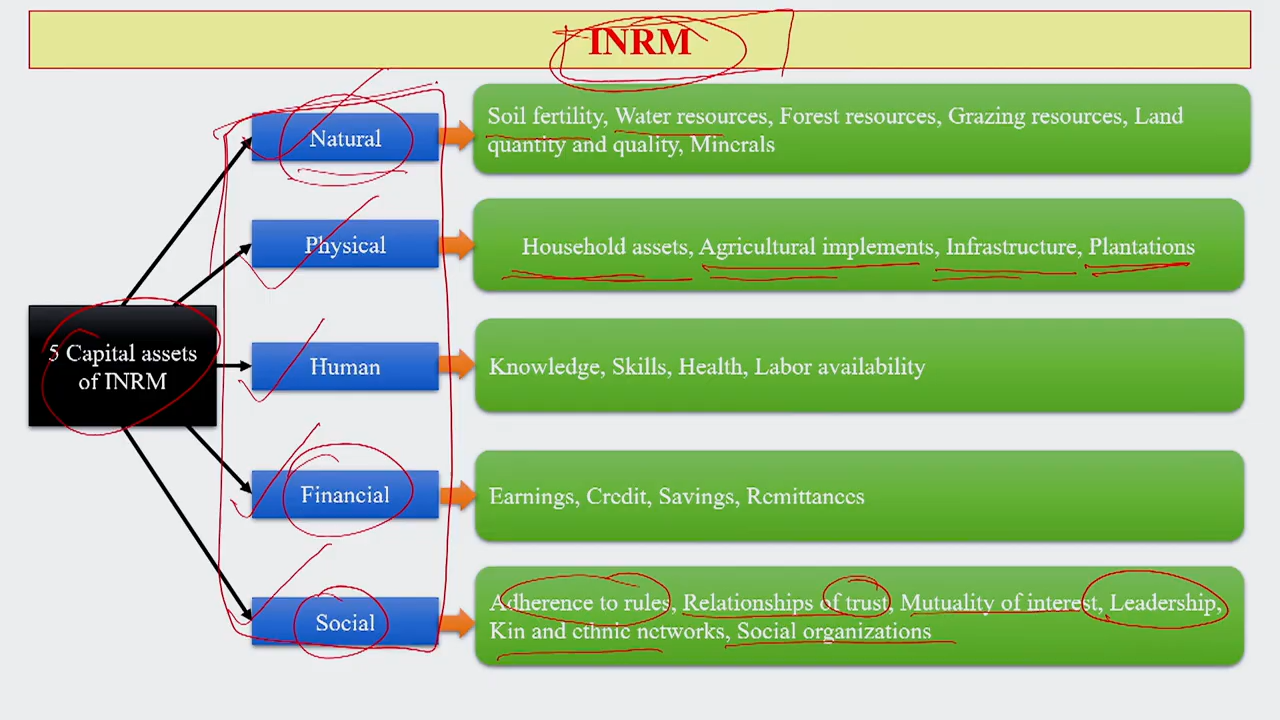 INRM
Natural
Soil fertility, Water resources, Forest resources, Grazing resources, Land
quantity and quality, Minerals
Physical
Household assets, Agricultural implements, Infrastructure, Plantations
5 Capital assets
of INRM
Human
Knowledge, Skills, Health, Labor availability
Financial
Earnings, Credit, Savings, Remittances
Social
Adherence to rules, Relationships of trust, Mutuality of interest, Leadership,
Kin and ethnic networks, Social organizations